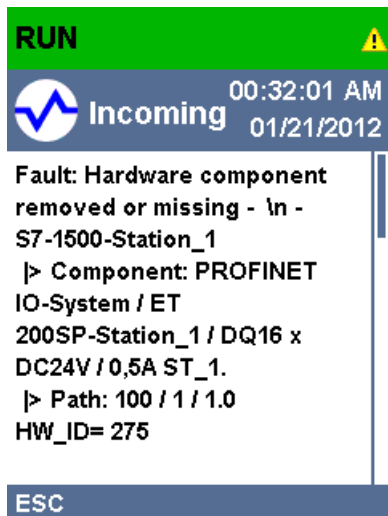 RUN
Incoming
00:32:01 AM
01/21/2012
Fault: Hardware component
removed or missing - \n -
S7-1500-Station_1
|> Component: PROFINET
IO-System / ET
200SP-Station_1 / DQ16 x
DC24V / 0,5A ST_1.
|> Path: 100 / 1 / 1.0
HW_ID= 275
ESC